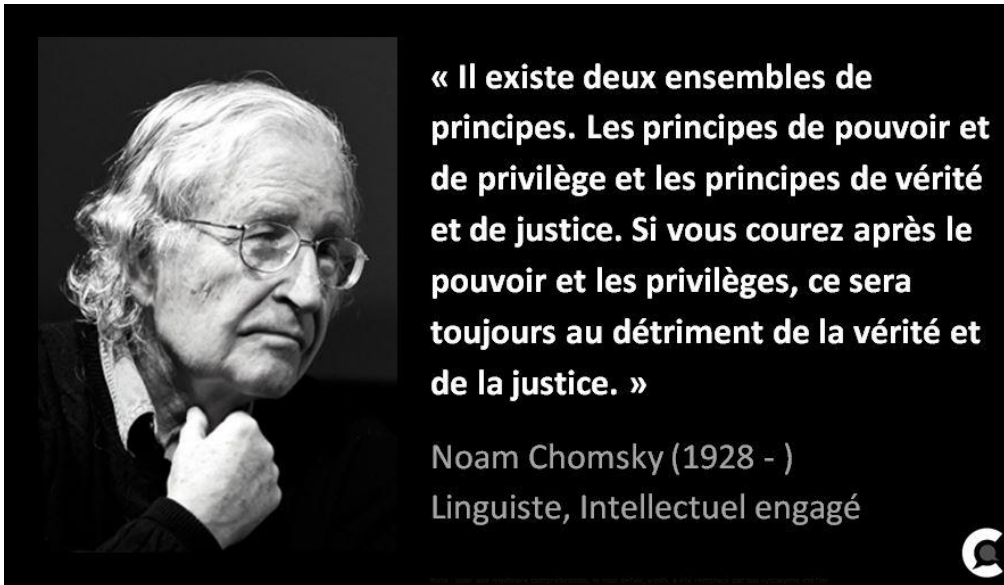 « Il existe deux ensembles de
principes. Les principes de pouvoir et
de privilège et les principes de vérité
et de justice. Si vous courez après le
pouvoir et les privilèges, ce sera
toujours au détriment de la vérité et
de la justice. »
Noam Chomsky (1928 - )
Linguiste, Intellectuel engagé